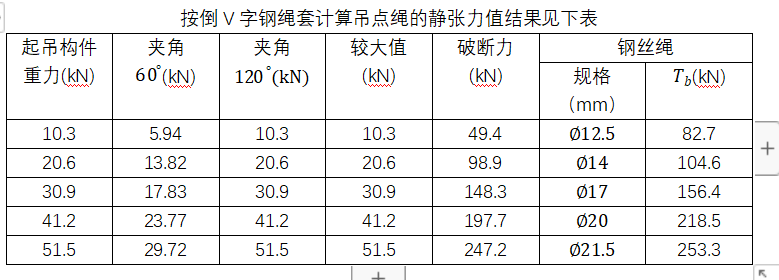 按倒 V 字钢绳套计算吊点绳的静张力值结果见下表
起吊构件重力(kN) 夹角60°(kN) 夹角120°(kN) 较大值(kN) 破断力(kN) 钢丝绳
规格(mm) T_b(kN)
10.3 5.94 10.3 10.3 49.4 Ø12.5 82.7
20.6 13.82 20.6 20.6 98.9 Ø14 104.6
30.9 17.83 30.9 30.9 148.3 Ø17 156.4
41.2 23.77 41.2 41.2 197.7 Ø20 218.5
51.5 29.72 51.5 51.5 247.2 Ø21.5 253.3